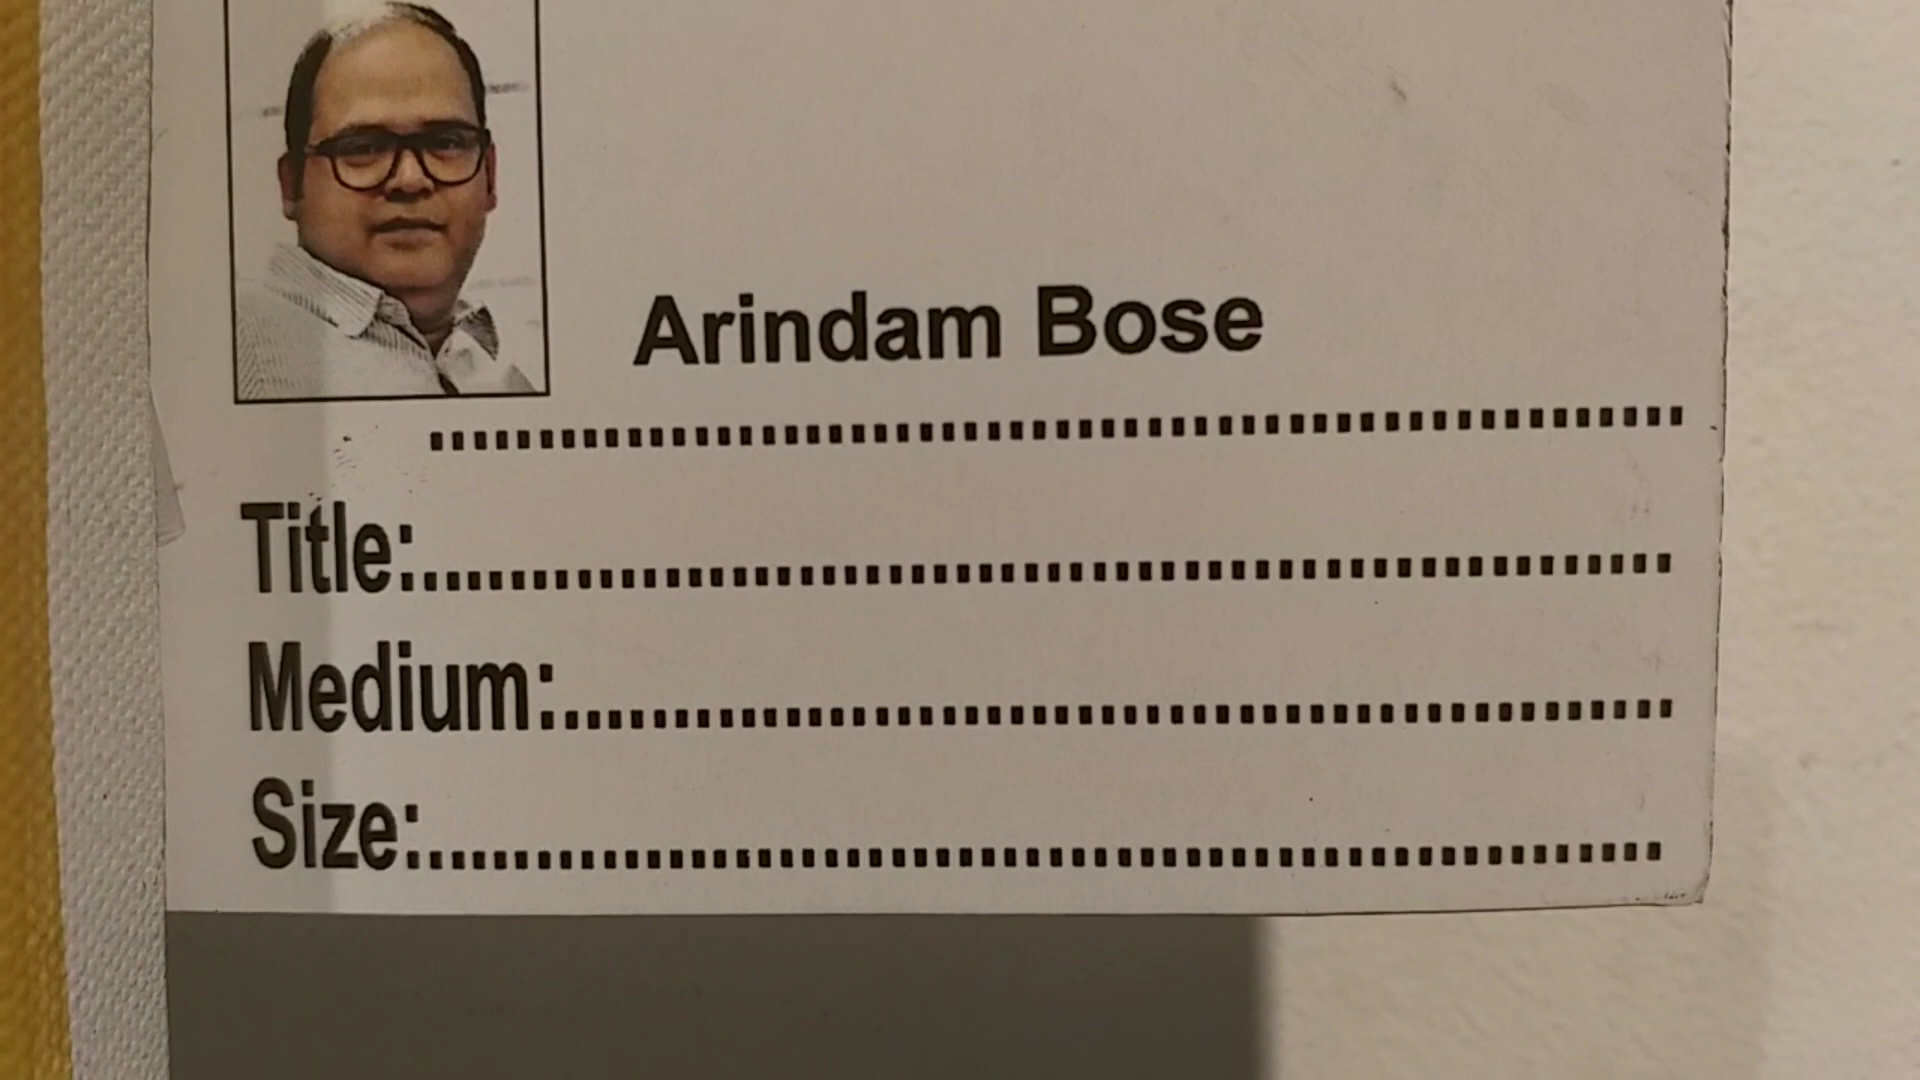 Arindam Bose
..........................................................
Title:..........................................................
Medium:..................................................
Size:..........................................................